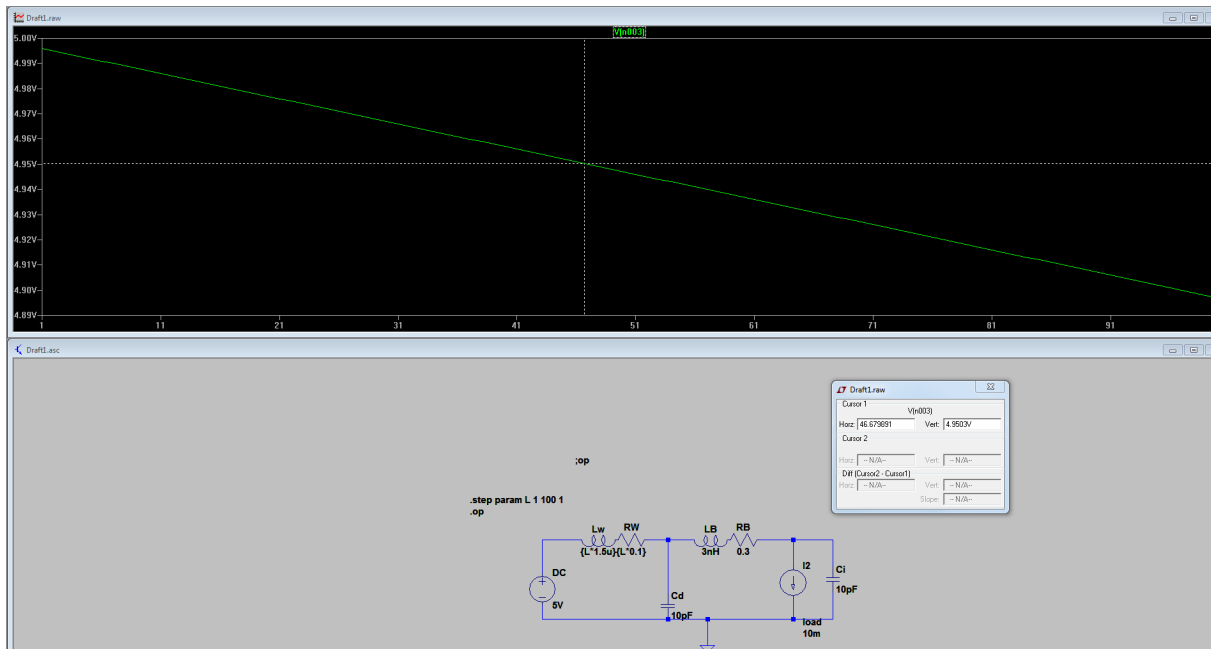 Draft1.raw
V(n003)
5.00V
4.99V
4.98V
4.97V
4.96V
4.95V
4.94V
4.93V
4.92V
4.91V
4.90V
4.89V
1 11 21 31 41 51 61 71 81 91
Draft1.asc
Draft1.raw
Cursor 1
V(n003)
Horz: 46.679891 Vert: 4.9503V
Cursor 2
Horz: -- N/A-- Vert: -- N/A--
Diff (Cursor2 - Cursor1)
Horz: -- N/A-- Vert: -- N/A--
Slope: -- N/A--
;op
.step param L 1 100 1
.op
Lw RW LB RB
{L*1.5u}{L*0.1} 3nH 0.3
DC
5V
Cd
10pF
I2
load
10m
Ci
10pF